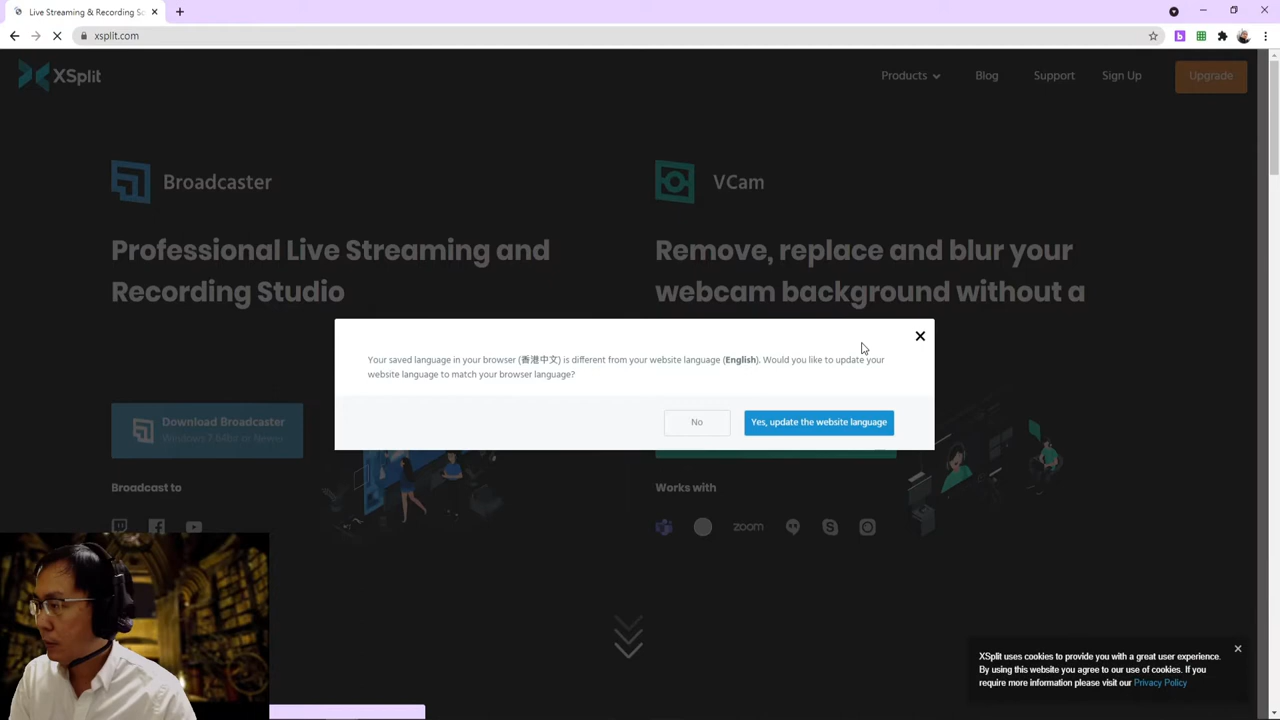 Live Streaming & Recording So
xsplit.com
XSplit
Products
Blog
Support
Sign Up
Upgrade
Broadcaster
Professional Live Streaming and
Recording Studio
VCam
Remove, replace and blur your
webcam background without a
Your saved language in your browser (香港中文) is different from your website language (English). Would you like to update your
website language to match your browser language?
No
Yes, update the website language
Download Broadcaster
Windows 7 64bit or Newer
Broadcast to
Works with
zoom
XSplit uses cookies to provide you with a great user experience.
By using this website you agree to our use of cookies. If you
require more information please visit our Privacy Policy